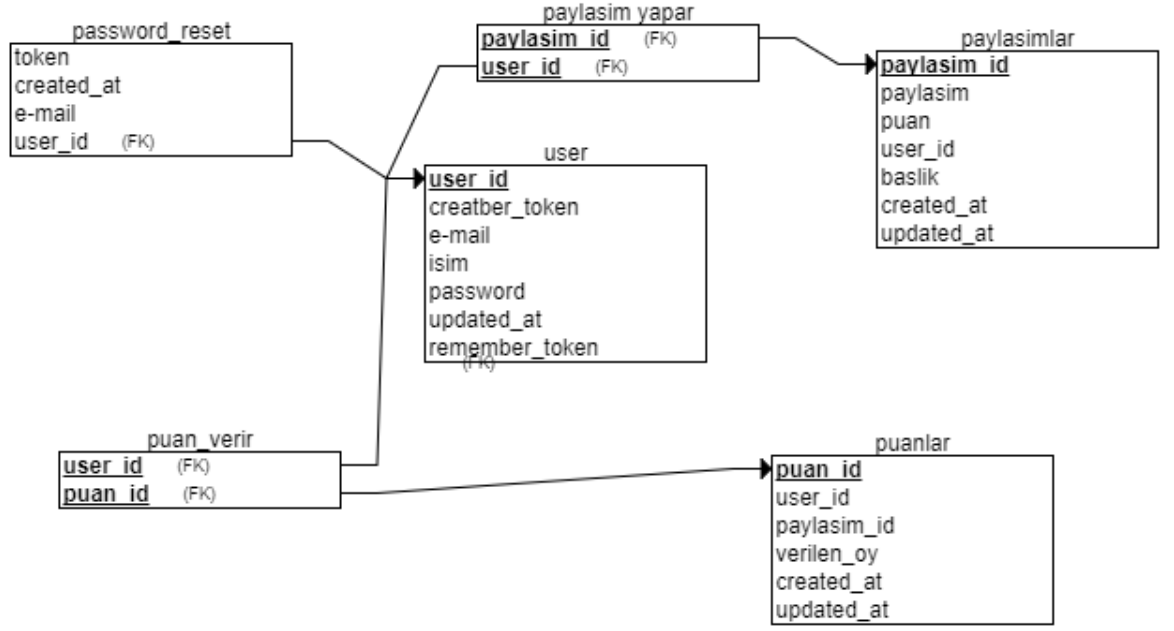 password_reset
token
created_at
e-mail
user_id (FK)
paylasim yapar
paylasim_id (FK)
user_id (FK)
paylasimlar
paylasim_id
paylasim
puan
user_id
baslik
created_at
updated_at
user
user_id
creatber_token
e-mail
isim
password
updated_at
remember_token
(FK)
puan_verir
user_id (FK)
puan_id (FK)
puanlar
puan_id
user_id
paylasim_id
verilen_oy
created_at
updated_at